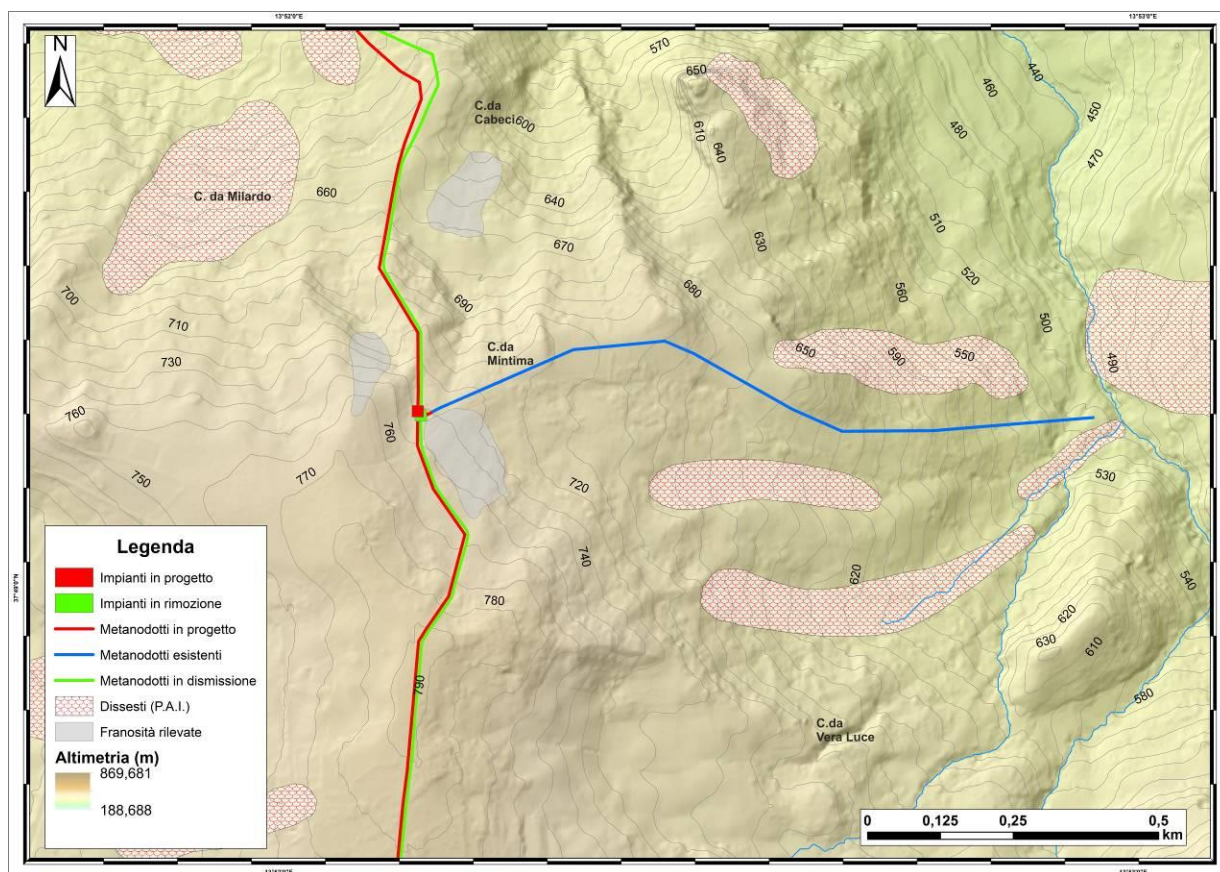 13°52'0"E
13°53'0"E
N
570
650
440
460
450
C.da
Cabeci
600
610
480
640
470
C. da Milardo
660
640
510
670
630
520
700
690
680
560
710
500
730
C.da
Mintima
650
590
550
490
760
760
770
750
720
530
740
620
540
780
620
630
610
790
580
C.da
Vera Luce
Legenda
Impianti in progetto
Impianti in rimozione
Metanodotti in progetto
Metanodotti esistenti
Metanodotti in dismissione
Dissesti (P.A.I.)
Franosità rilevate
Altimetria (m)
869,681
188,688
0 0,125 0,25 0,5
km